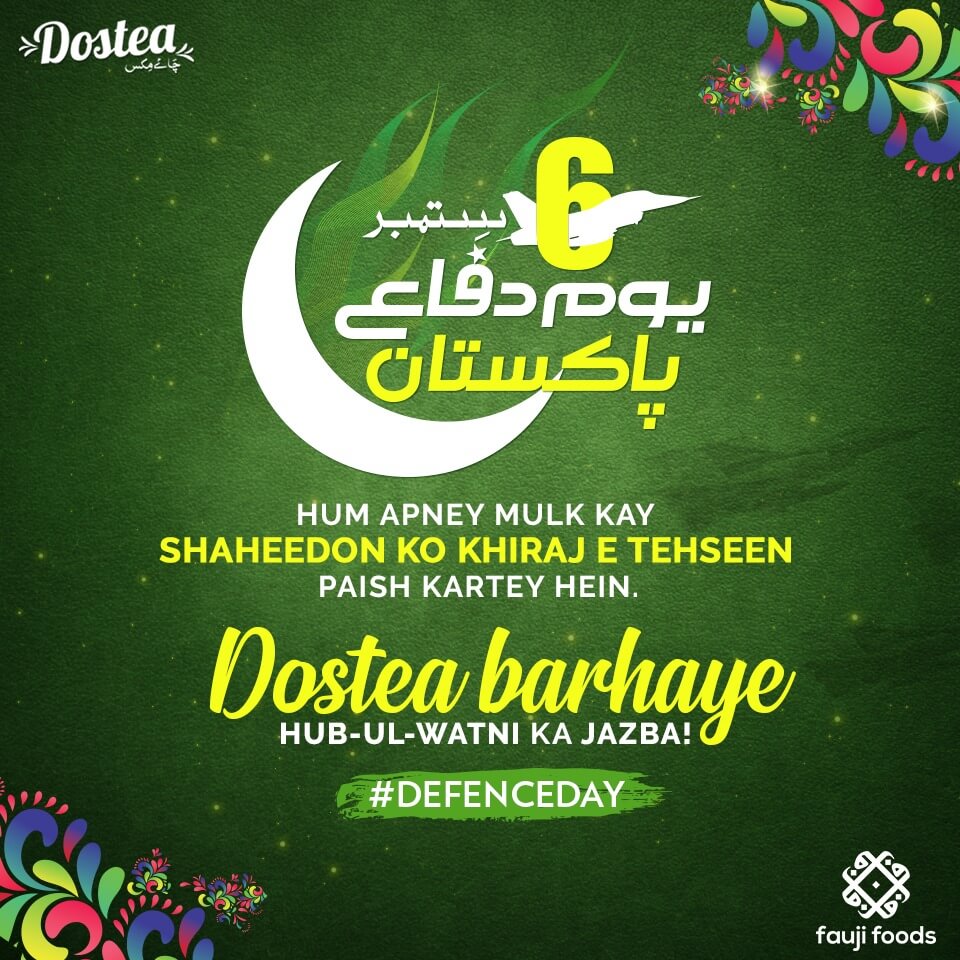 Dostea
چائے مکس
6
ستمبر
یوم دفاع
پاکستان
HUM APNEY MULK KAY
SHAHEEDON KO KHIRAJ E TEHSEEN
PAISH KARTEY HEIN.
Dostea barhaye
HUB-UL-WATNI KA JAZBA!
#DEFENCEDAY
fauji foods